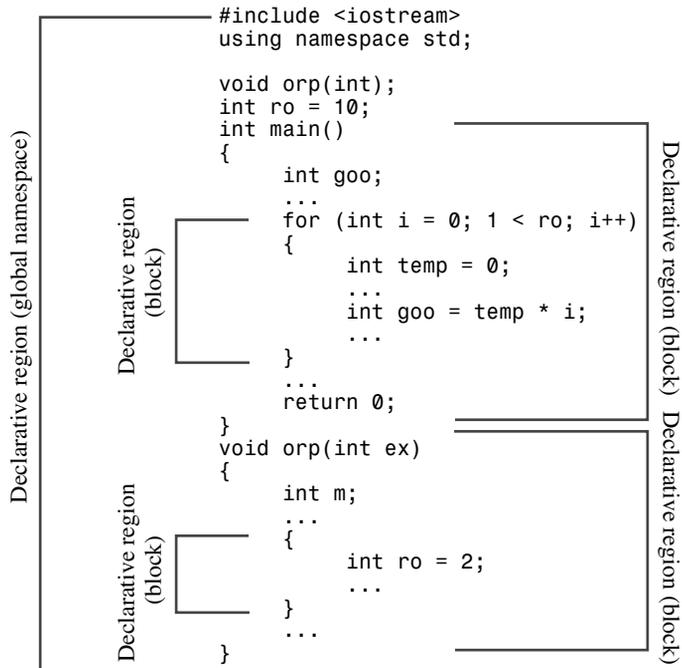 #include <iostream>
using namespace std;
void orp(int);
int ro = 10;
int main()
{
int goo;
...
for (int i = 0; 1 < ro; i++)
{
int temp = 0;
...
int goo = temp * i;
...
}
...
return 0;
}
void orp(int ex)
{
int m;
...
{
int ro = 2;
...
}
...
}
Declarative region (global namespace)
Declarative region
(block)
Declarative region
(block)
Declarative region (block)
Declarative region (block)